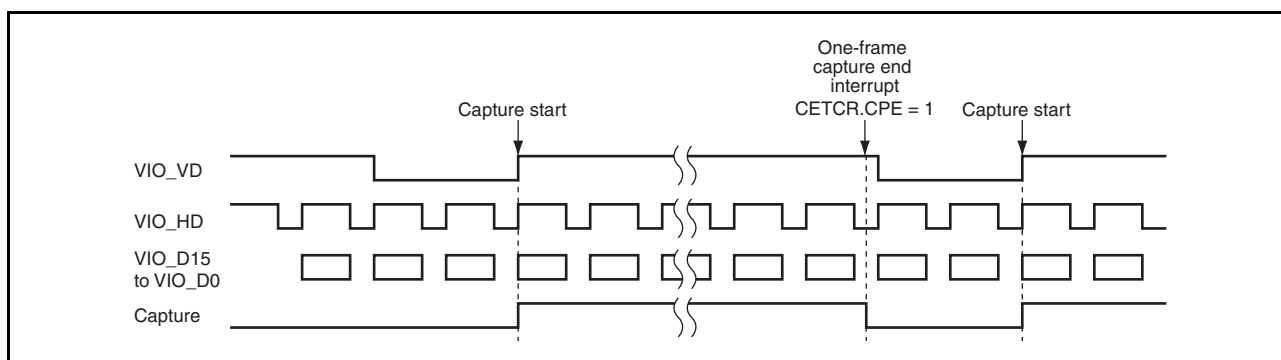 One-frame
capture end
interrupt
CETCR.CPE = 1
Capture start
Capture start
VIO_VD
VIO_HD
VIO_D15
to VIO_D0
Capture